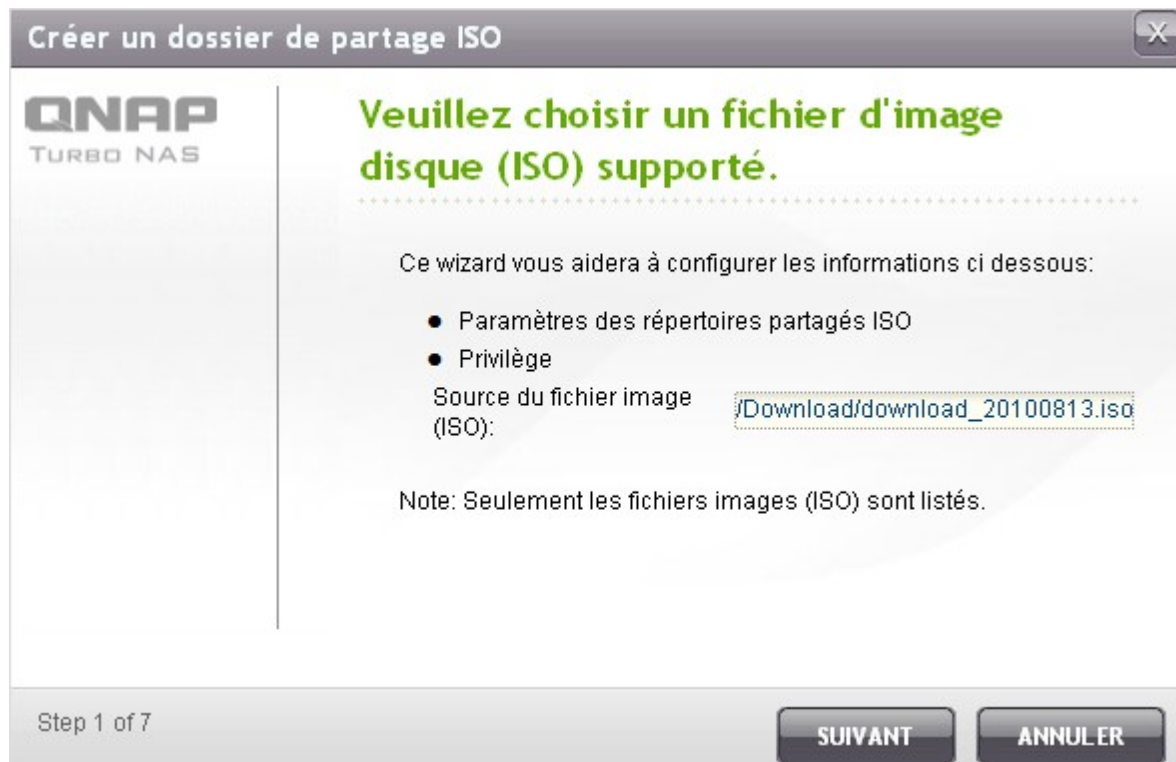 Créer un dossier de partage ISO
X
QNAP
TURBO NAS
Veuillez choisir un fichier d'image
disque (ISO) supporté.
Ce wizard vous aidera à configurer les informations ci dessous:
Paramètres des répertoires partagés ISO
Privilège
Source du fichier image
(ISO):
/Download/download_20100813.iso
Note: Seulement les fichiers images (ISO) sont listés.
Step 1 of 7
SUIVANT
ANNULER